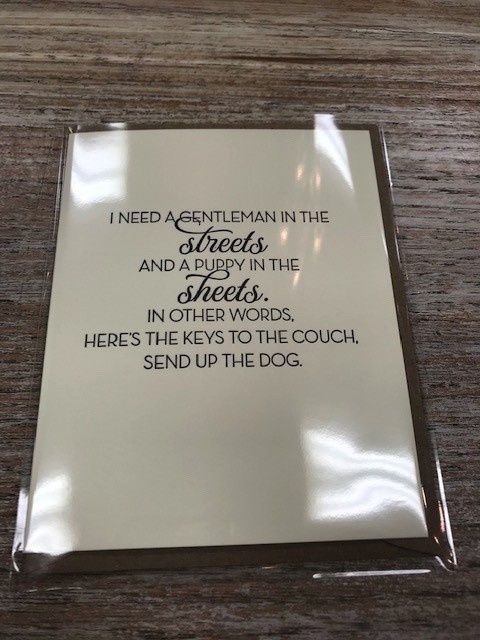 I NEED A GENTLEMAN IN THE
streets
AND A PUPPY IN THE
sheets.
IN OTHER WORDS,
HERE'S THE KEYS TO THE COUCH,
SEND UP THE DOG.